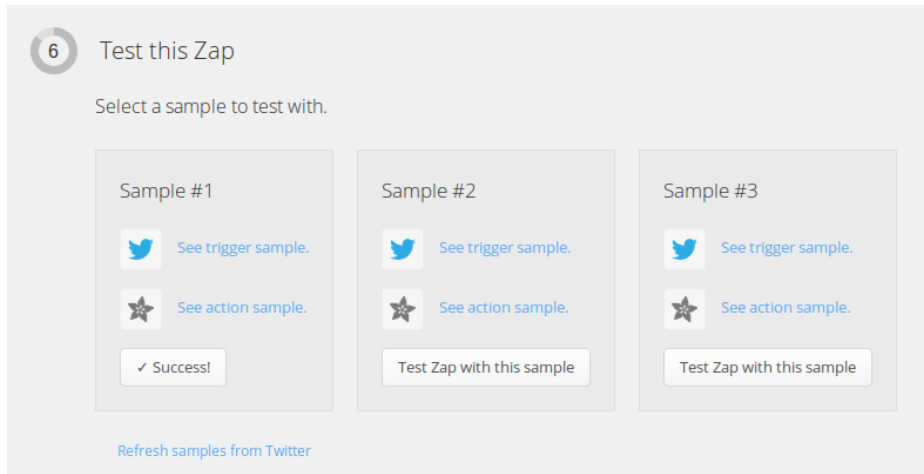 6 Test this Zap
Select a sample to test with.
Sample #1
See trigger sample.
See action sample.
✓ Success!
Sample #2
See trigger sample.
See action sample.
Test Zap with this sample
Sample #3
See trigger sample.
See action sample.
Test Zap with this sample
Refresh samples from Twitter